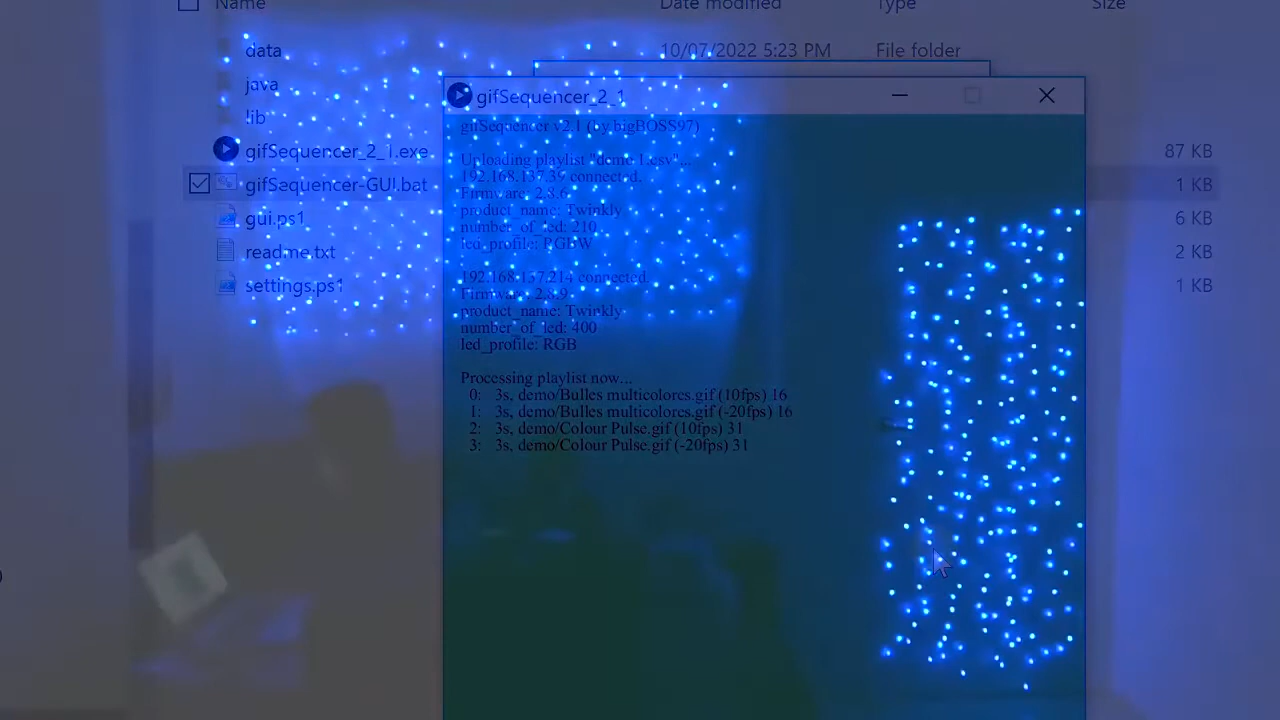 Name Date modified Type Size
data 10/07/2022 5:23 PM File folder
java
lib
gifSequencer_2_1.exe 87 KB
gifSequencer-GUI.bat 1 KB
gui.ps1 6 KB
readme.txt 2 KB
settings.ps1 1 KB
gifSequencer_2_1
gifSequencer v2.1 (by bigBOSS97)
Uploading playlist "demo 1.csv"...
192.168.137.39 connected.
Firmware: 2.8.6
product_name: Twinkly
number_of_led: 210
led_profile: RGBW
192.168.137.214 connected.
Firmware: 2.8.9
product_name: Twinkly
number_of_led: 400
led_profile: RGB
Processing playlist now...
0: 3s, demo/Bulles multicolores.gif (10fps) 16
1: 3s, demo/Bulles multicolores.gif (-20fps) 16
2: 3s, demo/Colour Pulse.gif (10fps) 31
3: 3s, demo/Colour Pulse.gif (-20fps) 31